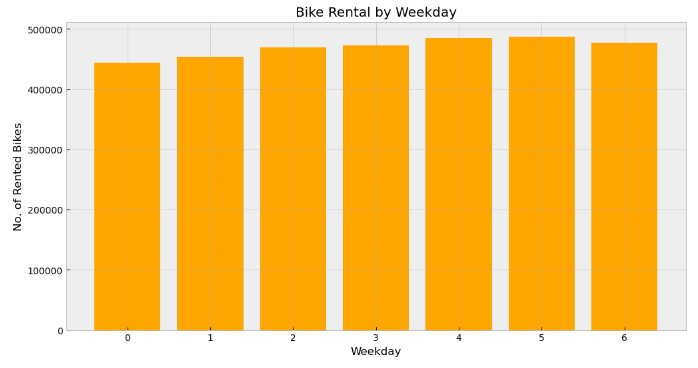 Bike Rental by Weekday
500000
400000
300000
200000
100000
0
No. of Rented Bikes
0 1 2 3 4 5 6
Weekday